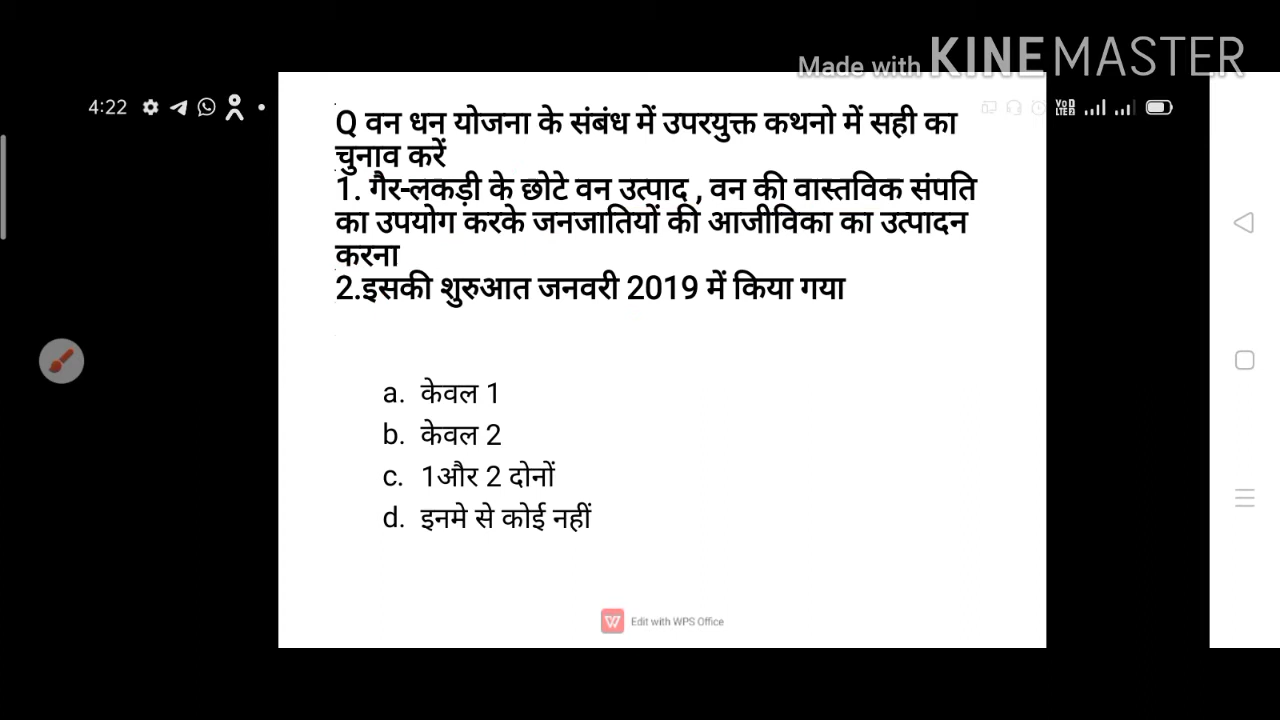 Made with KINEMASTER
4:22
Q वन धन योजना के संबंध में उपरयुक्त कथनो में सही का
चुनाव करें
1. गैर-लकड़ी के छोटे वन उत्पाद , वन की वास्तविक संपति
का उपयोग करके जनजातियों की आजीविका का उत्पादन
करना
2.इसकी शुरुआत जनवरी 2019 में किया गया
a. केवल 1
b. केवल 2
c. 1और 2 दोनों
d. इनमे से कोई नहीं
Edit with WPS Office